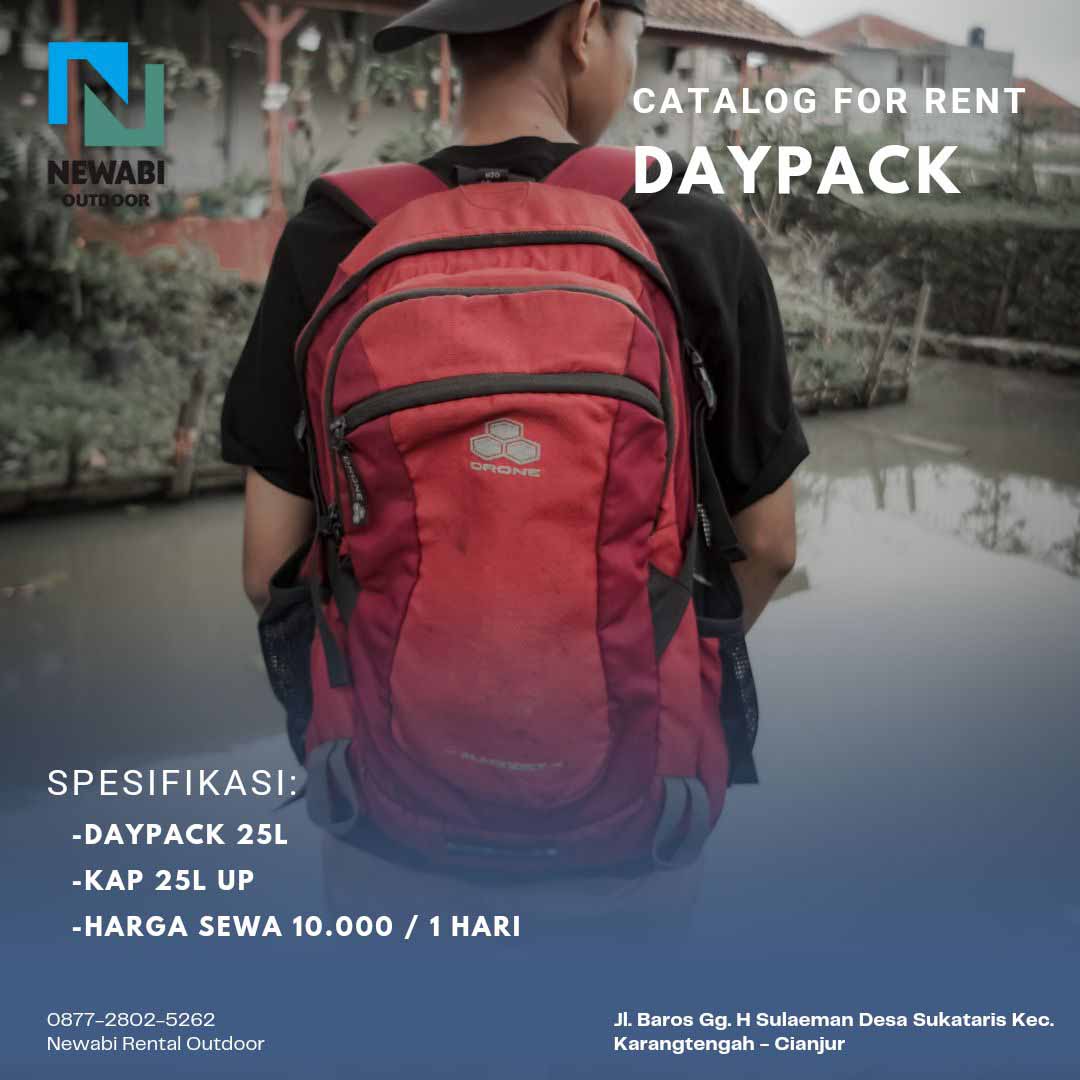 NEWABI
OUTDOOR
CATALOG FOR RENT
DAYPACK
DRONE
DRONE
SPESIFIKASI:
-DAYPACK 25L
-KAP 25L UP
-HARGA SEWA 10.000 / 1 HARI
0877-2802-5262
Newabi Rental Outdoor
Jl. Baros Gg. H Sulaeman Desa Sukataris Kec.
Karangtengah - Cianjur